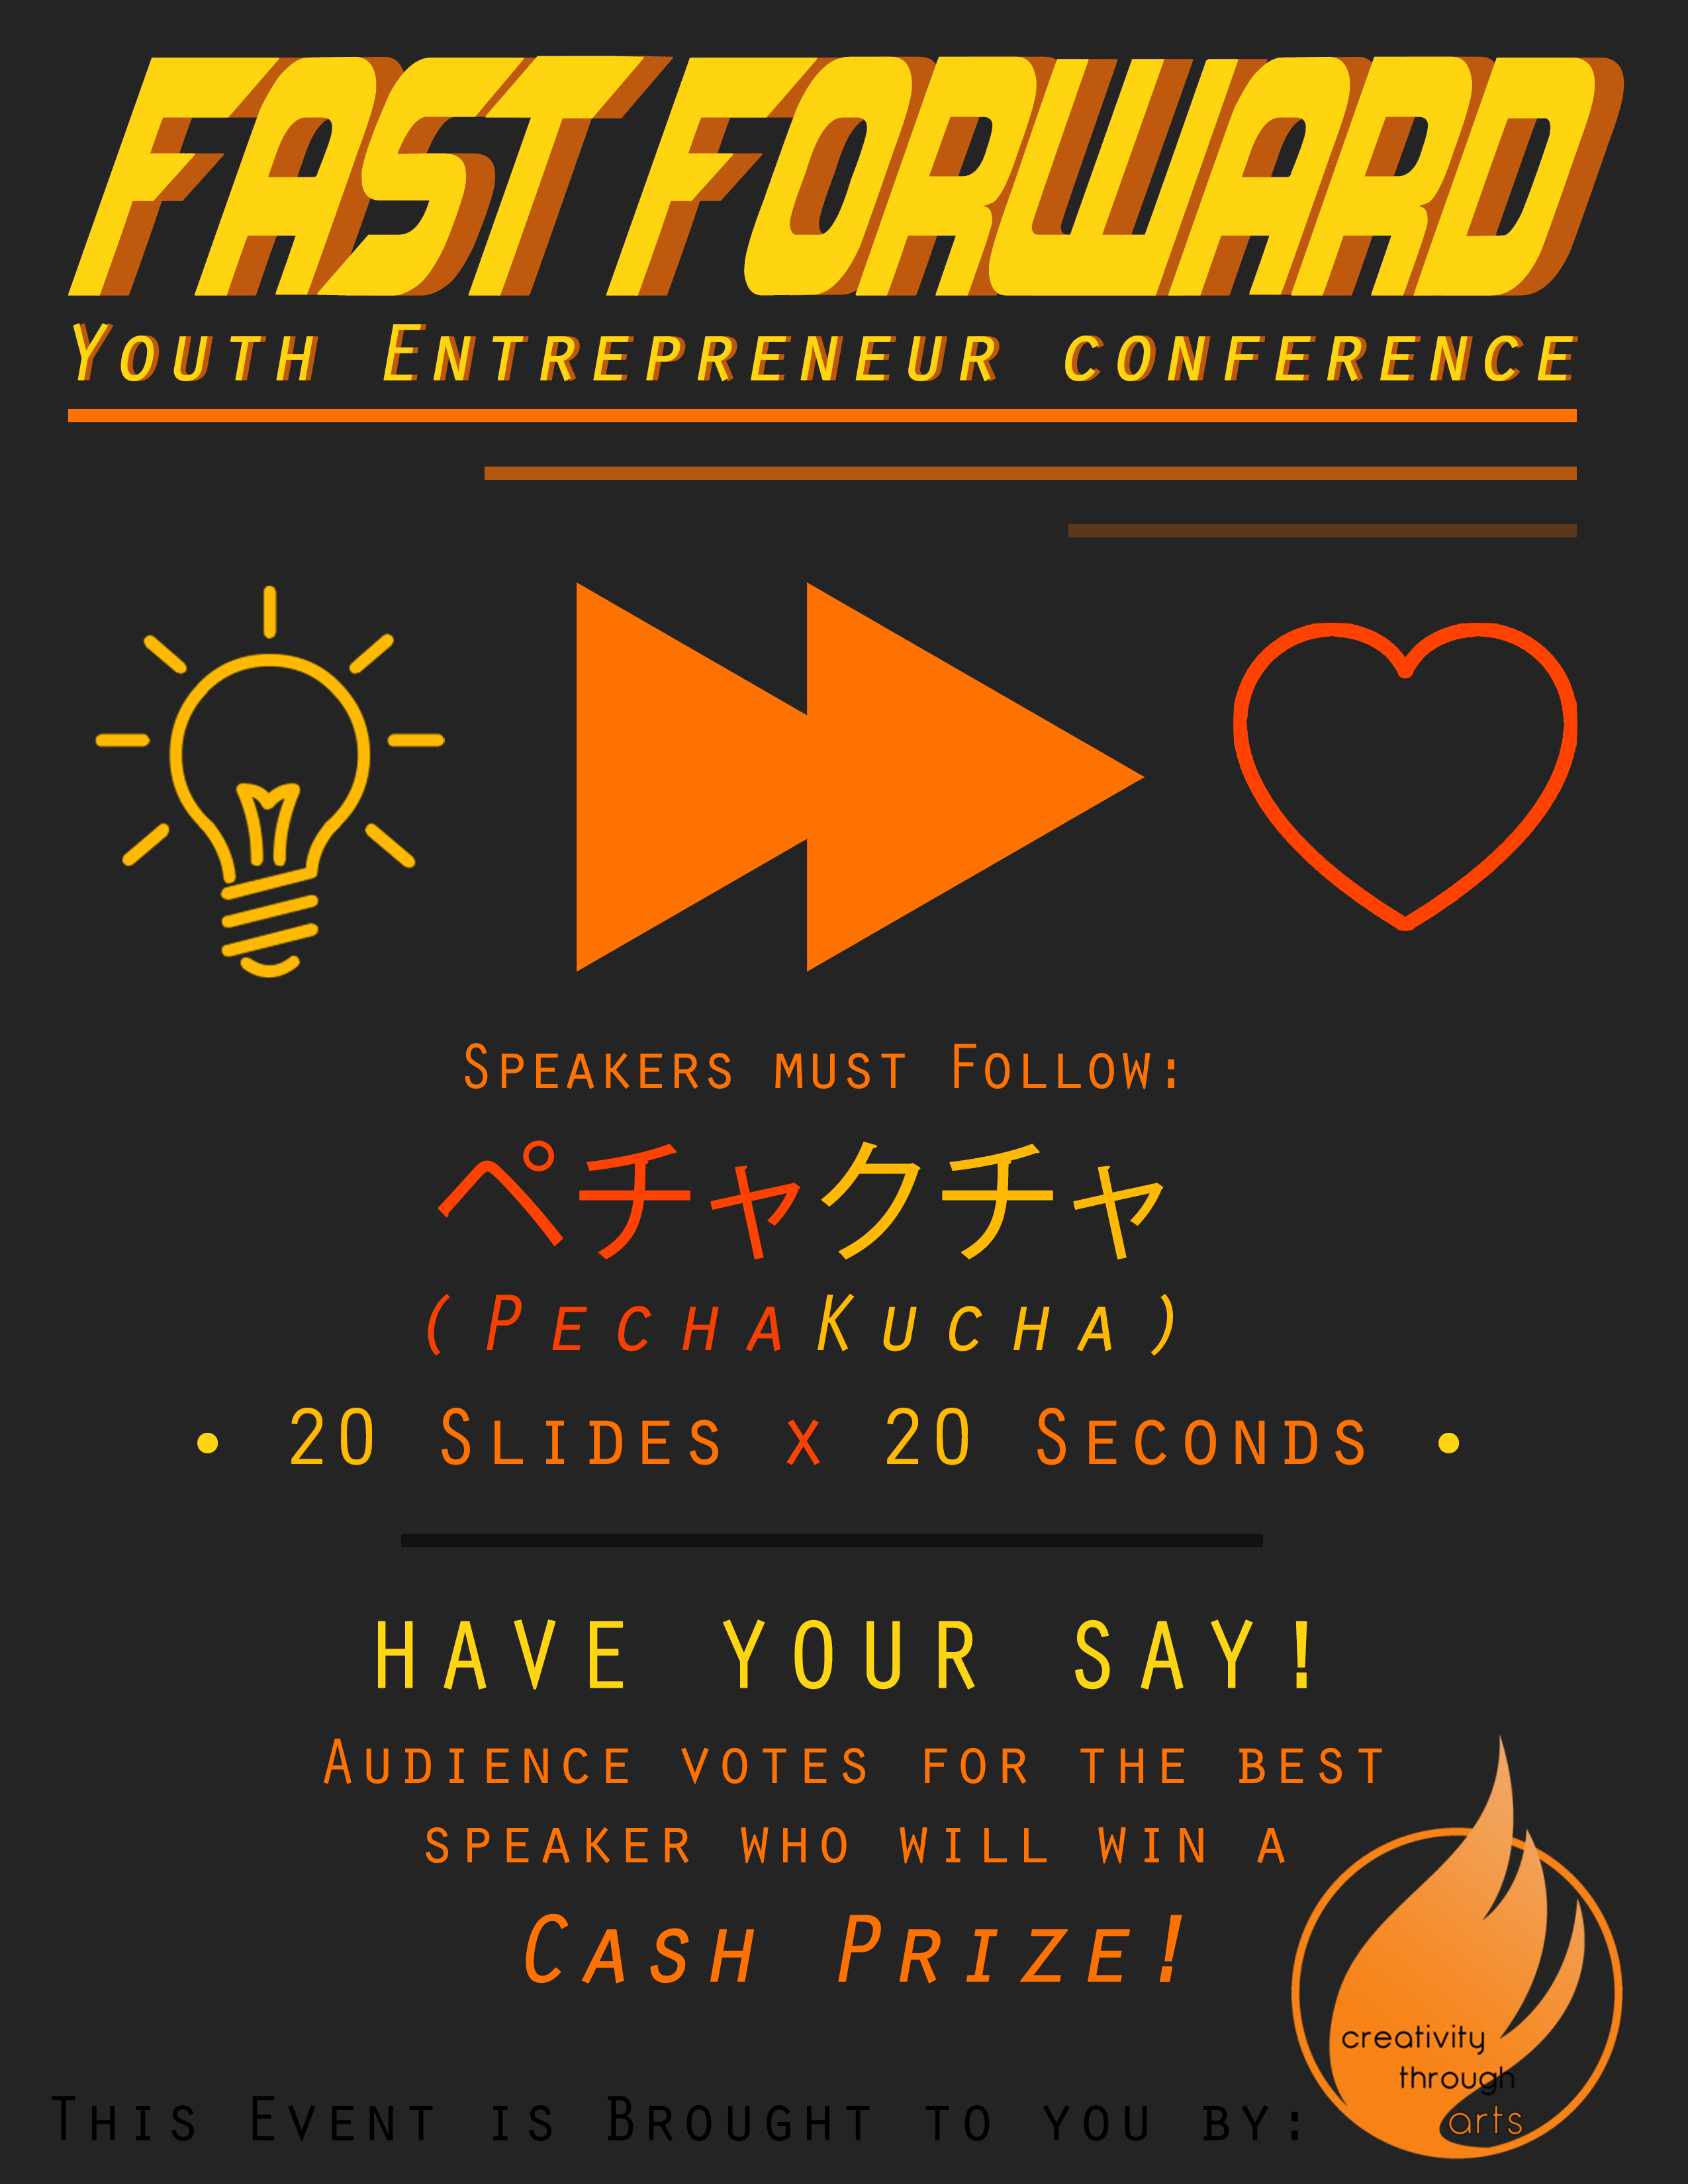 FAST FORWARD
YOUTH ENTREPRENEUR CONFERENCE
SPEAKERS MUST FOLLOW:
ペチャクチャ
(PECHAKUCHA)
• 20 SLIDES X 20 SECONDS •
HAVE YOUR SAY!
AUDIENCE VOTES FOR THE BEST
SPEAKER WHO WILL WIN A
CASH PRIZE!
THIS EVENT IS BROUGHT TO YOU BY:
creativity
through
arts